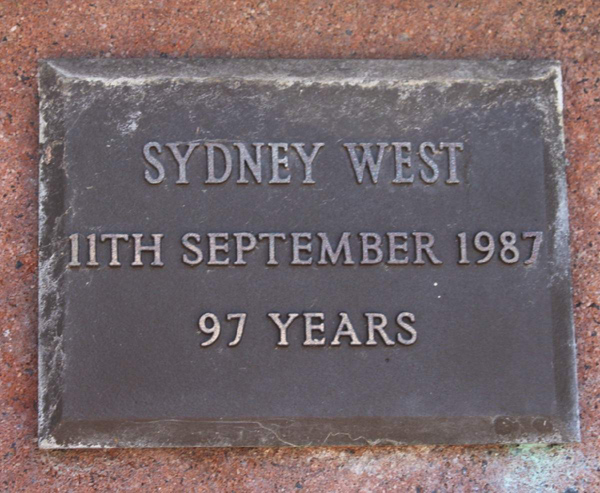 SYDNEY WEST
11TH SEPTEMBER 1987
97 YEARS